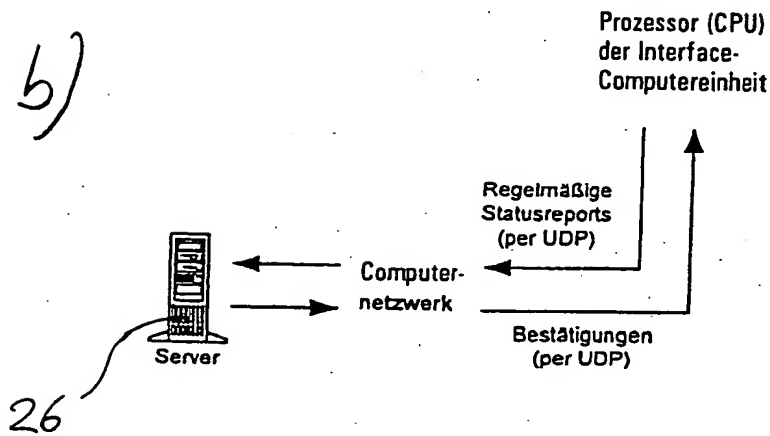 b)
Prozessor (CPU)
der Interface-
Computereinheit
Regelmäßige
Statusreports
(per UDP)
Computer-
netzwerk
Bestätigungen
(per UDP)
Server
26